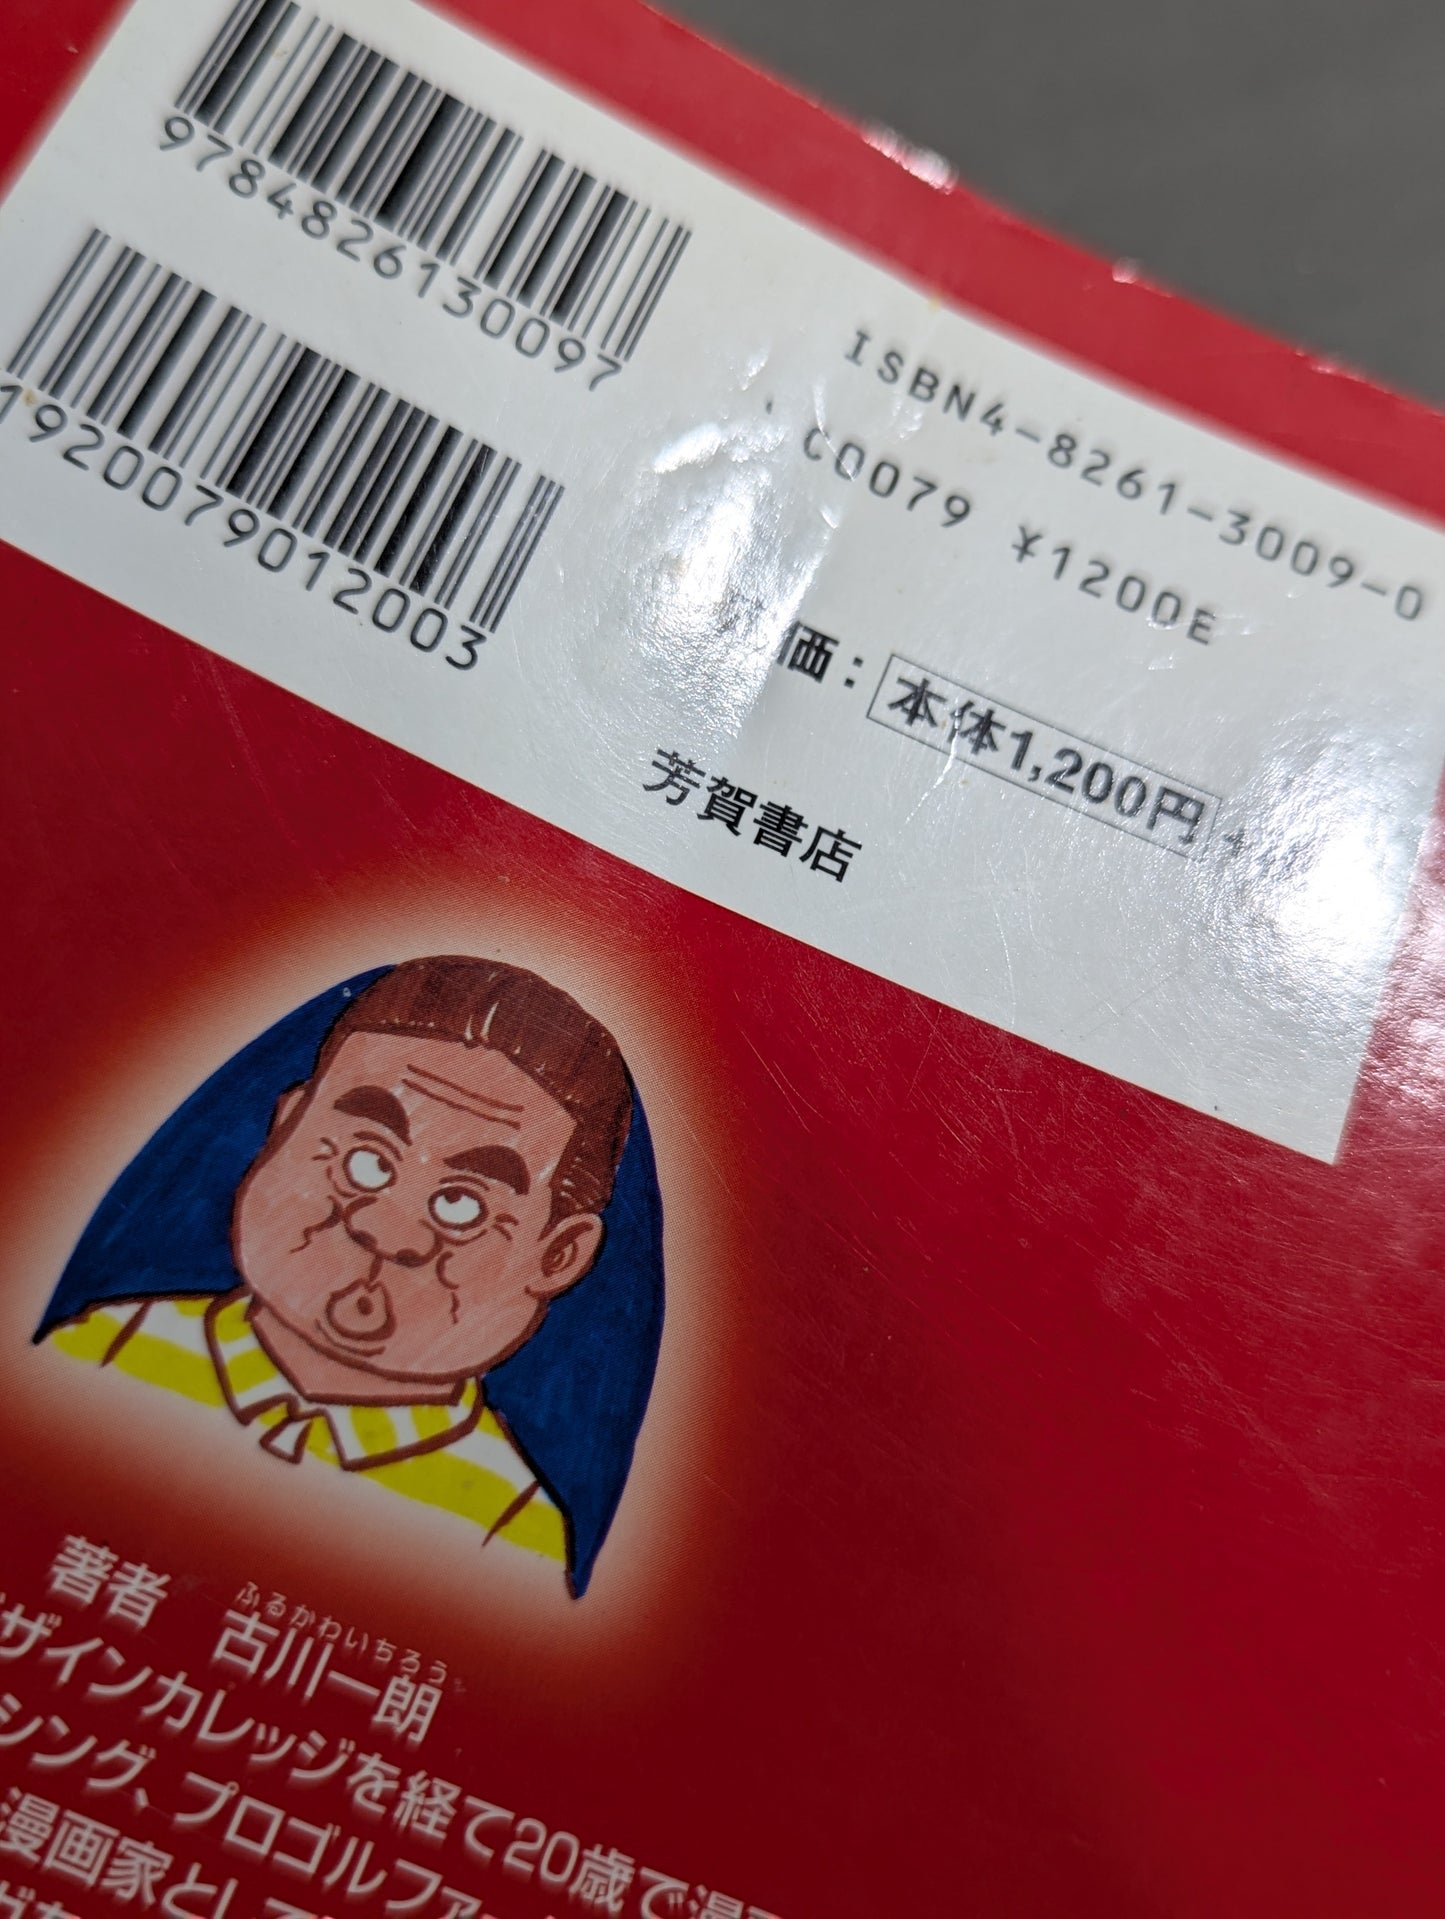 9784826130097
1920079012003
ISBN4-8261-3009-0
C0079 ¥1200E
価：本体1,200円
芳賀書店
著者 古川一朗
ふるかわいちろう
ザインカレッジを経て20歳で漫
シング、プロゴルファ
漫画家とし